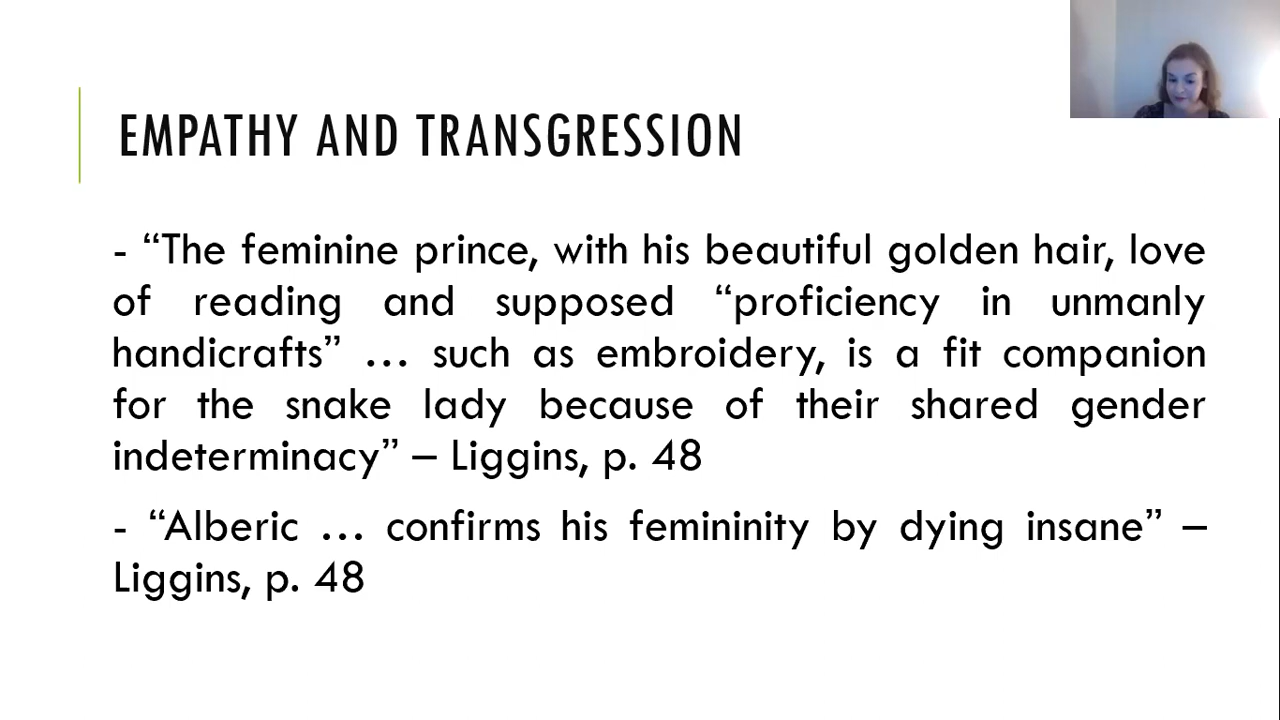 EMPATHY AND TRANSGRESSION
- “The feminine prince, with his beautiful golden hair, love
of reading and supposed “proficiency in unmanly
handicrafts” … such as embroidery, is a fit companion
for the snake lady because of their shared gender
indeterminacy” – Liggins, p. 48
- “Alberic … confirms his femininity by dying insane” –
Liggins, p. 48